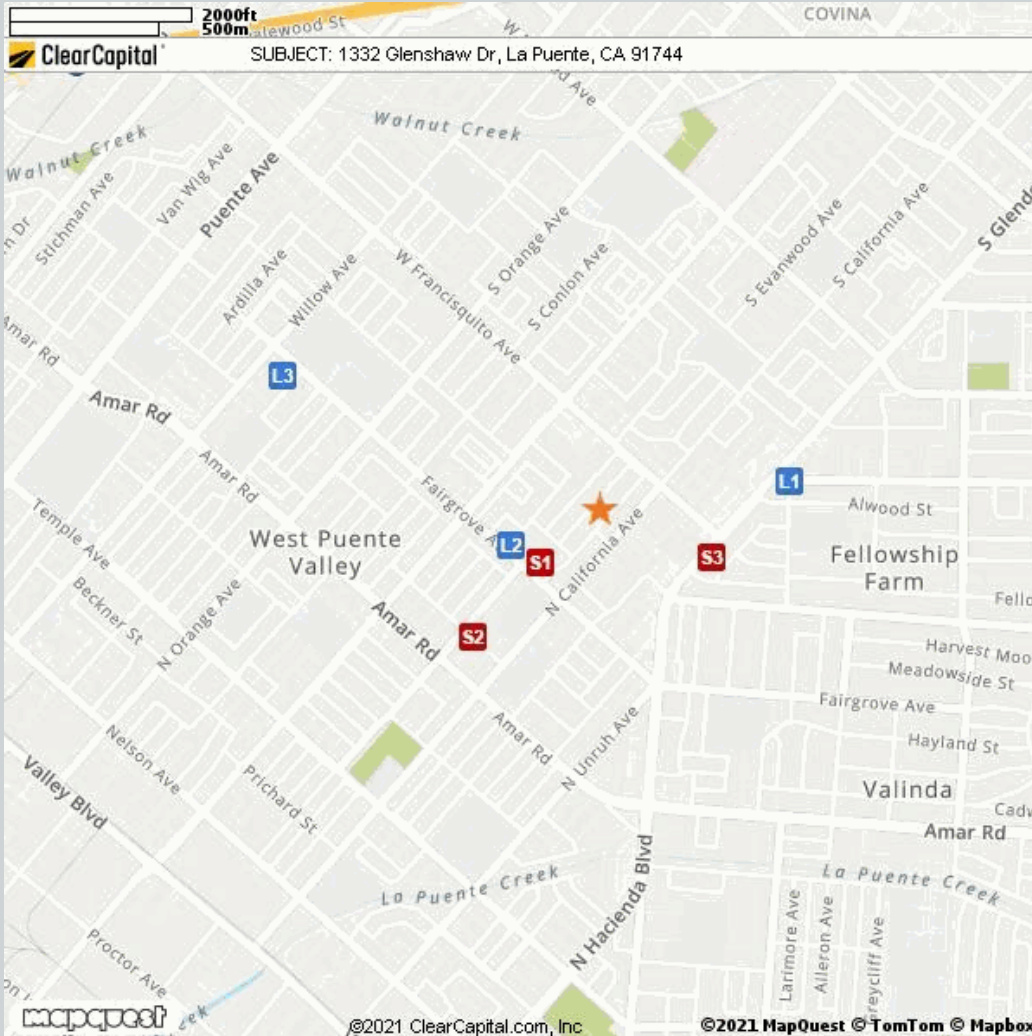 2000ft
500m
alewood St
COVINA
ClearCapital
SUBJECT: 1332 Glenshaw Dr, La Puente, CA 91744
Walnut Creek
Walnut Creek
Van Wig Ave
Puente Ave
Stichman Ave
S Orange Ave
S Conlon Ave
S Evanwood Ave
S California Ave
Ardilla Ave
Willow Ave
W Francisquito Ave
Amar Rd
L3
Amar Rd
Amar Rd
Fairgrove
L1
Alwood St
Temple Ave
West Puente
Valley
L2
S1
N California Ave
S3
Fellowship
Farm
Beckner St
N Orange Ave
Amar Rd
S2
Harvest Moo
Meadowside St
Fairgrove Ave
Hayland St
Nelson Ave
Amar Rd
N Unruh Ave
Valley Blvd
Prichard St
Valinda
Amar Rd
La Puente Creek
La Puente Creek
N Hacienda Blvd
Larimore Ave
Aileron Ave
reycliff Ave
Proctor Ave
mapquest
©2021 ClearCapital.com, Inc
©2021 MapQuest © TomTom © Mapbox